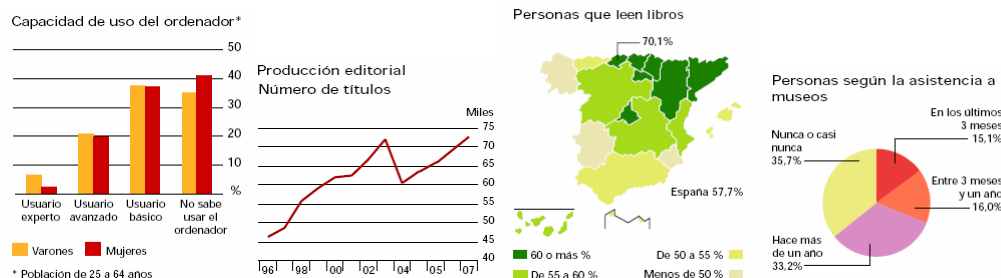 Capacidad de uso del ordenador*
50
40
30
20
10
%
Usuario
experto
Usuario
avanzado
Usuario
básico
No sabe
usar el
ordenador
Varones
Mujeres
* Población de 25 a 64 años
Producción editorial
Número de títulos
Miles
75
70
65
60
55
50
45
40
96
98
00
02
04
05
07
Personas que leen libros
70,1%
España 57,7%
60 o más %
De 55 a 60 %
De 50 a 55 %
Menos de 50 %
Personas según la asistencia a
museos
En los últimos
3 meses
15,1%
Nunca o casi
nunca
35,7%
Entre 3 meses
y un año
16,0%
Hace más
de un año
33,2%